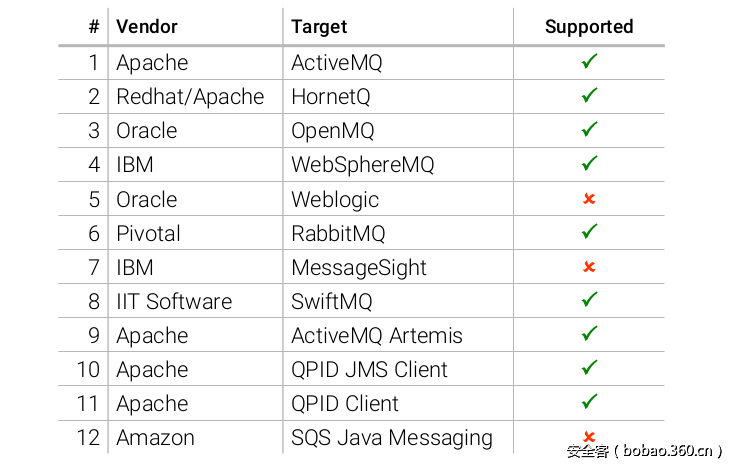 # Vendor Target Supported
1 Apache ActiveMQ ✓
2 Redhat/Apache HornetQ ✓
3 Oracle OpenMQ ✓
4 IBM WebSphereMQ ✓
5 Oracle Weblogic ✘
6 Pivotal RabbitMQ ✓
7 IBM MessageSight ✘
8 IIT Software SwiftMQ ✓
9 Apache ActiveMQ Artemis ✓
10 Apache QPID JMS Client ✓
11 Apache QPID Client ✓
12 Amazon SQS Java Messaging ✘
安全客（bobao.360.cn）